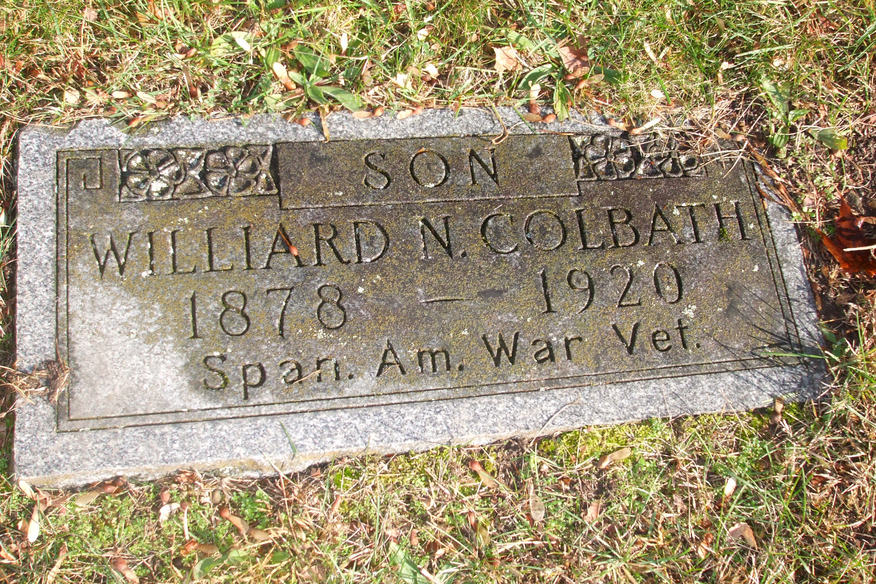 SON
WILLIARD N. COLBATH
1878 — 1920
Span. Am. War Vet.